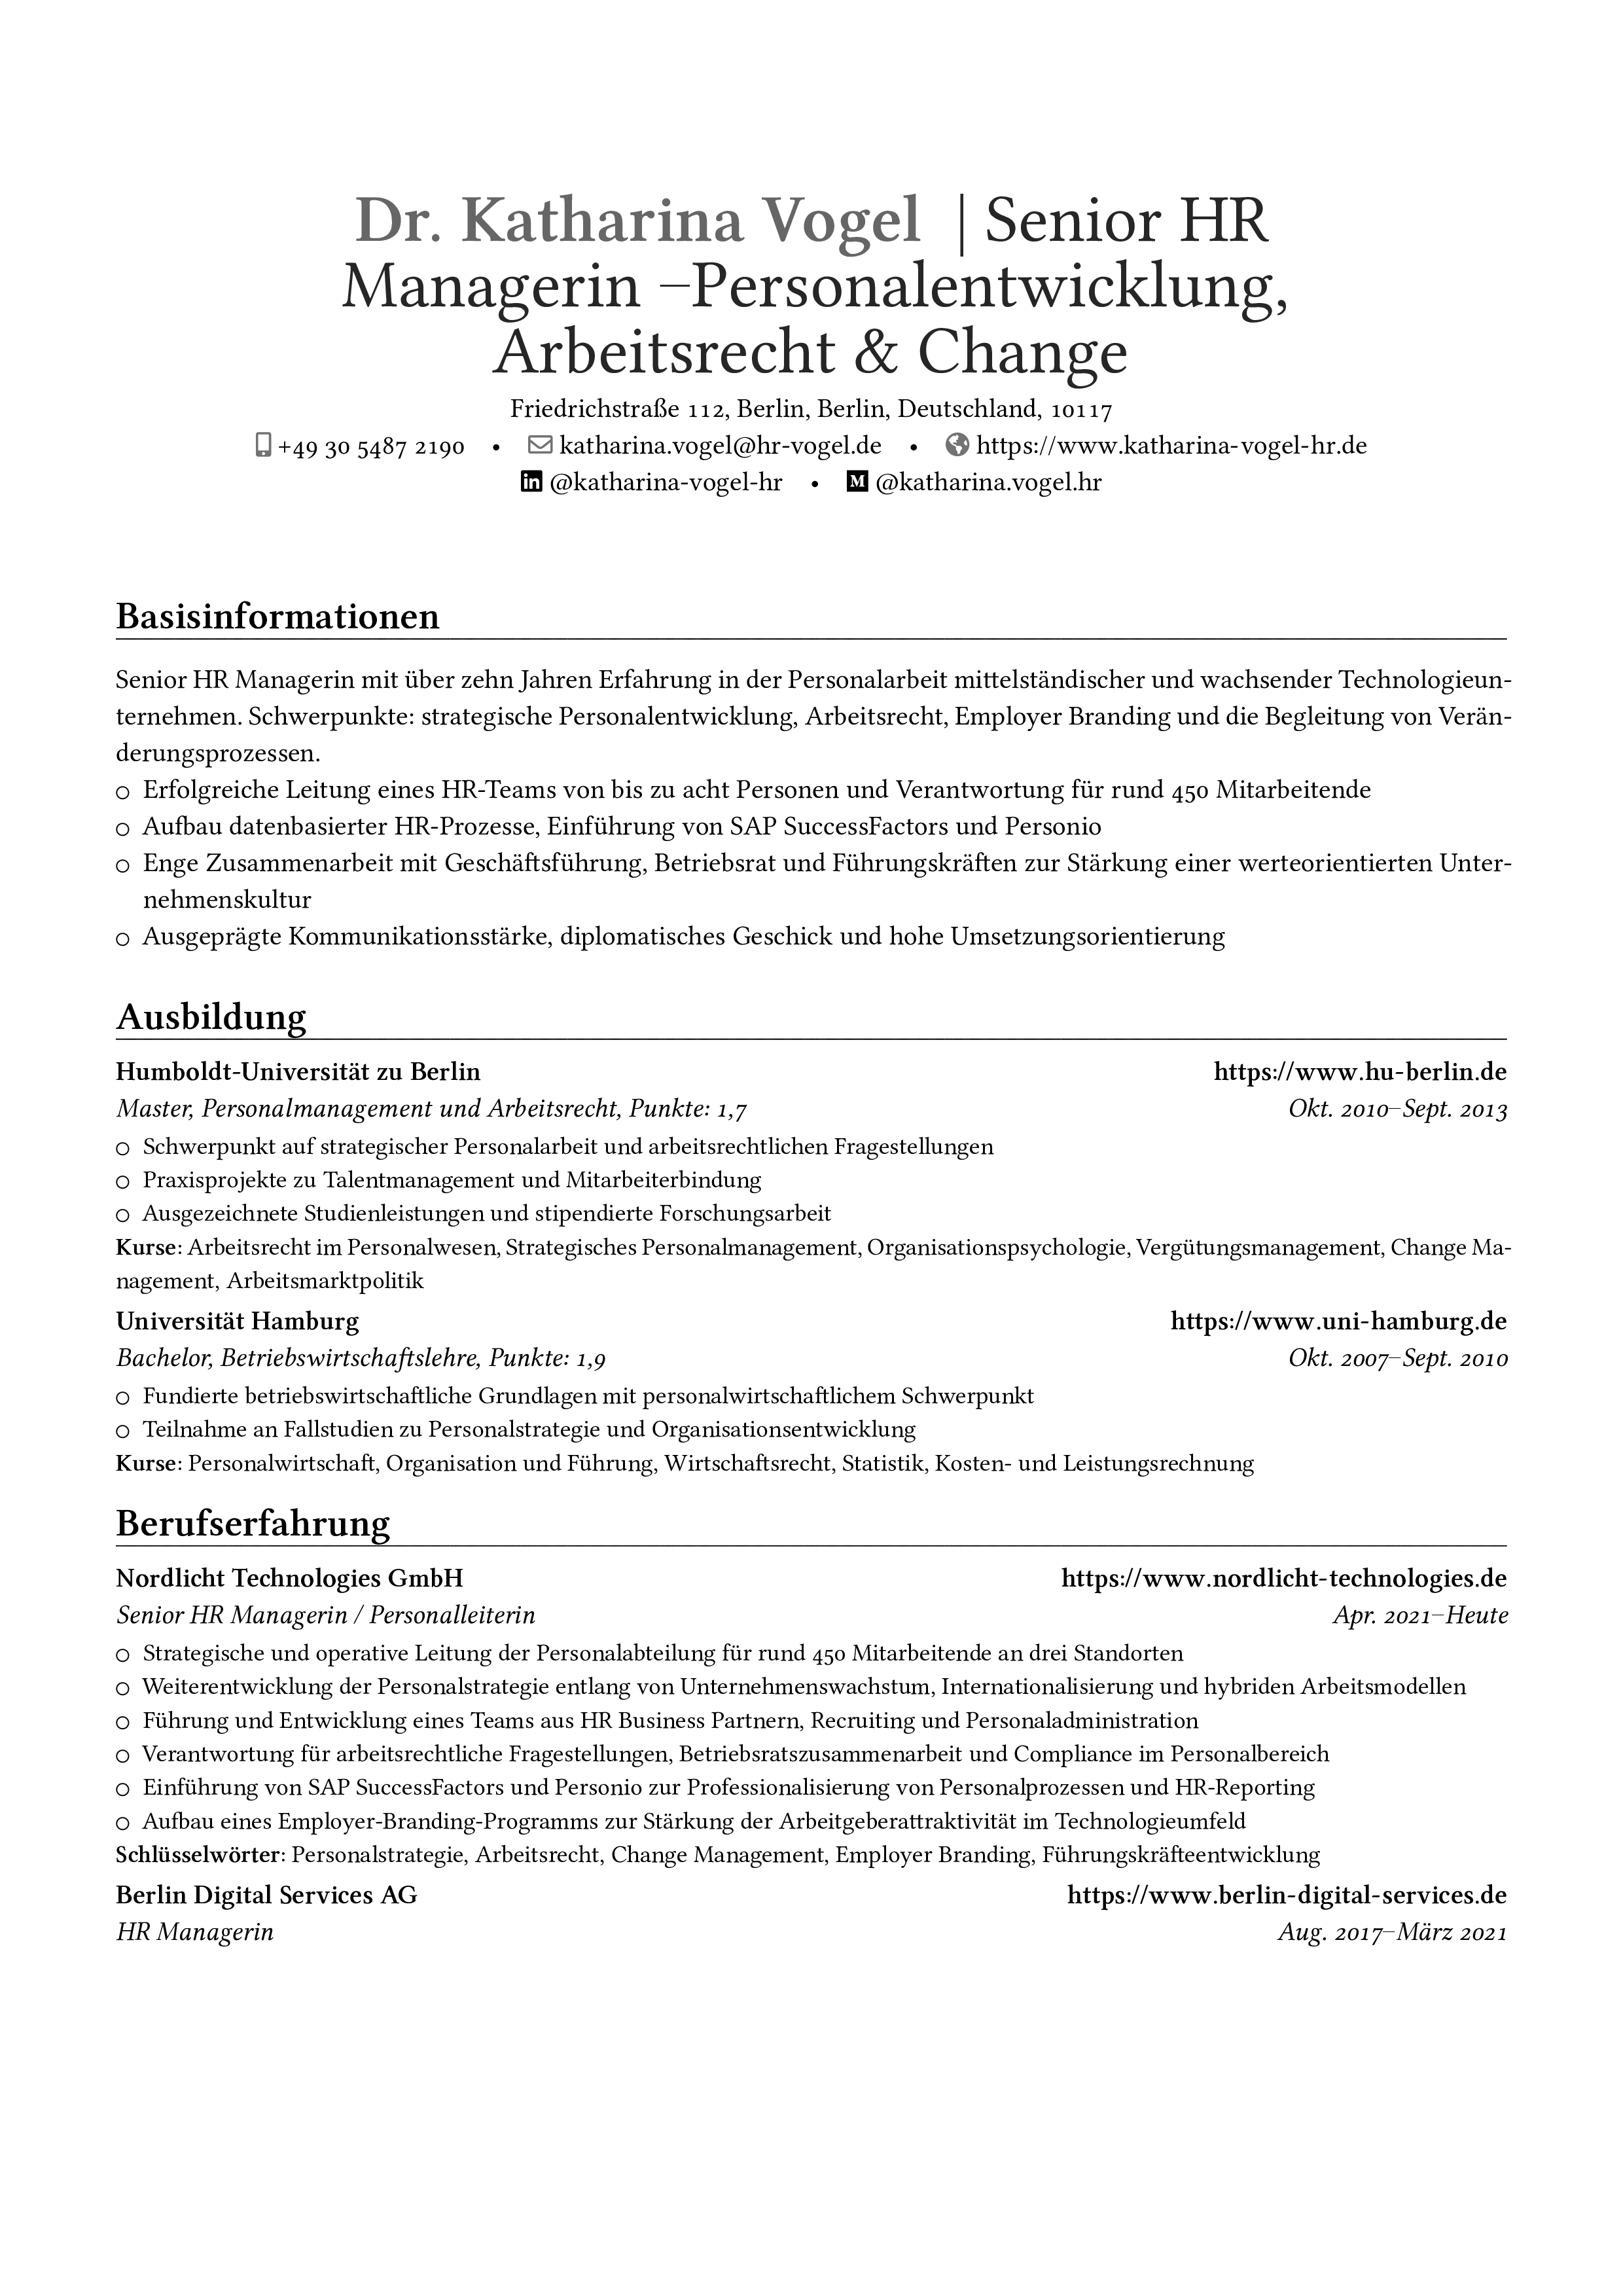 Dr. Katharina Vogel | Senior HR
Managerin –Personalentwicklung,
Arbeitsrecht & Change
Friedrichstraße 112, Berlin, Berlin, Deutschland, 10117
+49 30 5487 2190 • katharina.vogel@hr-vogel.de • https://www.katharina-vogel-hr.de
@katharina-vogel-hr • @katharina.vogel.hr
Basisinformationen
Senior HR Managerin mit über zehn Jahren Erfahrung in der Personalarbeit mittelständischer und wachsender Technologieun-
ternehmen. Schwerpunkte: strategische Personalentwicklung, Arbeitsrecht, Employer Branding und die Begleitung von Verän-
derungsprozessen.
○ Erfolgreiche Leitung eines HR-Teams von bis zu acht Personen und Verantwortung für rund 450 Mitarbeitende
○ Aufbau datenbasierter HR-Prozesse, Einführung von SAP SuccessFactors und Personio
○ Enge Zusammenarbeit mit Geschäftsführung, Betriebsrat und Führungskräften zur Stärkung einer werteorientierten Unter-
nehmenskultur
○ Ausgeprägte Kommunikationsstärke, diplomatisches Geschick und hohe Umsetzungsorientierung
Ausbildung
Humboldt-Universität zu Berlin https://www.hu-berlin.de
Master, Personalmanagement und Arbeitsrecht, Punkte: 1,7 Okt. 2010–Sept. 2013
○ Schwerpunkt auf strategischer Personalarbeit und arbeitsrechtlichen Fragestellungen
○ Praxisprojekte zu Talentmanagement und Mitarbeiterbindung
○ Ausgezeichnete Studienleistungen und stipendierte Forschungsarbeit
Kurse: Arbeitsrecht im Personalwesen, Strategisches Personalmanagement, Organisationspsychologie, Vergütungsmanagement, Change Ma-
nagement, Arbeitsmarktpolitik
Universität Hamburg https://www.uni-hamburg.de
Bachelor, Betriebswirtschaftslehre, Punkte: 1,9 Okt. 2007–Sept. 2010
○ Fundierte betriebswirtschaftliche Grundlagen mit personalwirtschaftlichem Schwerpunkt
○ Teilnahme an Fallstudien zu Personalstrategie und Organisationsentwicklung
Kurse: Personalwirtschaft, Organisation und Führung, Wirtschaftsrecht, Statistik, Kosten- und Leistungsrechnung
Berufserfahrung
Nordlicht Technologies GmbH https://www.nordlicht-technologies.de
Senior HR Managerin / Personalleiterin Apr. 2021–Heute
○ Strategische und operative Leitung der Personalabteilung für rund 450 Mitarbeitende an drei Standorten
○ Weiterentwicklung der Personalstrategie entlang von Unternehmenswachstum, Internationalisierung und hybriden Arbeitsmodellen
○ Führung und Entwicklung eines Teams aus HR Business Partnern, Recruiting und Personaladministration
○ Verantwortung für arbeitsrechtliche Fragestellungen, Betriebsratszusammenarbeit und Compliance im Personalbereich
○ Einführung von SAP SuccessFactors und Personio zur Professionalisierung von Personalprozessen und HR-Reporting
○ Aufbau eines Employer-Branding-Programms zur Stärkung der Arbeitgeberattraktivität im Technologieumfeld
Schlüsselwörter: Personalstrategie, Arbeitsrecht, Change Management, Employer Branding, Führungskräfteentwicklung
Berlin Digital Services AG https://www.berlin-digital-services.de
HR Managerin Aug. 2017–März 2021